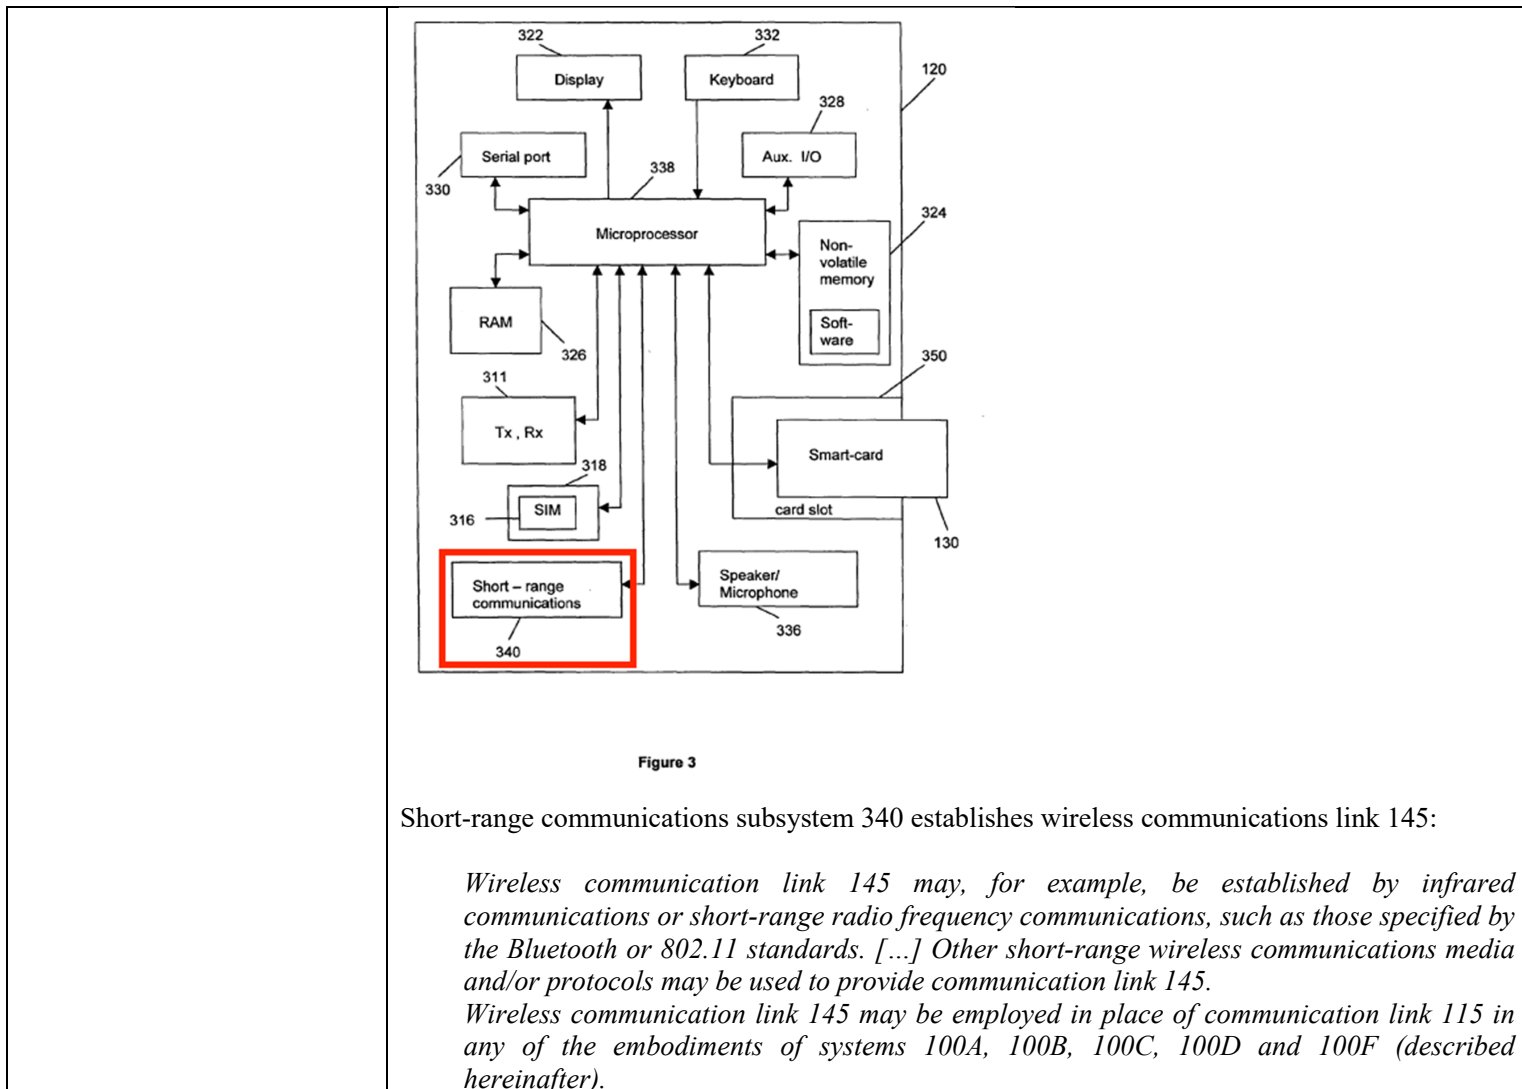 322
332
Display
Keyboard
120
328
Serial port
Aux. I/O
330
338
324
Microprocessor
Non-
volatile
memory
RAM
Soft-
ware
326
350
311
Tx , Rx
Smart-card
318
SIM
316
card slot
130
Short – range
communications
Speaker/
Microphone
340
336
Figure 3
Short-range communications subsystem 340 establishes wireless communications link 145:
Wireless communication link 145 may, for example, be established by infrared
communications or short-range radio frequency communications, such as those specified by
the Bluetooth or 802.11 standards. […] Other short-range wireless communications media
and/or protocols may be used to provide communication link 145.
Wireless communication link 145 may be employed in place of communication link 115 in
any of the embodiments of systems 100A, 100B, 100C, 100D and 100F (described
hereinafter).